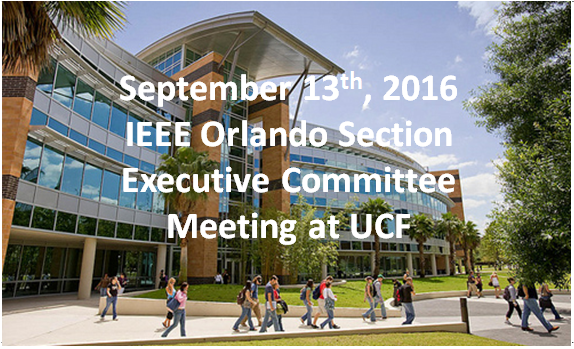 September 13th, 2016
IEEE Orlando Section
Executive Committee
Meeting at UCF